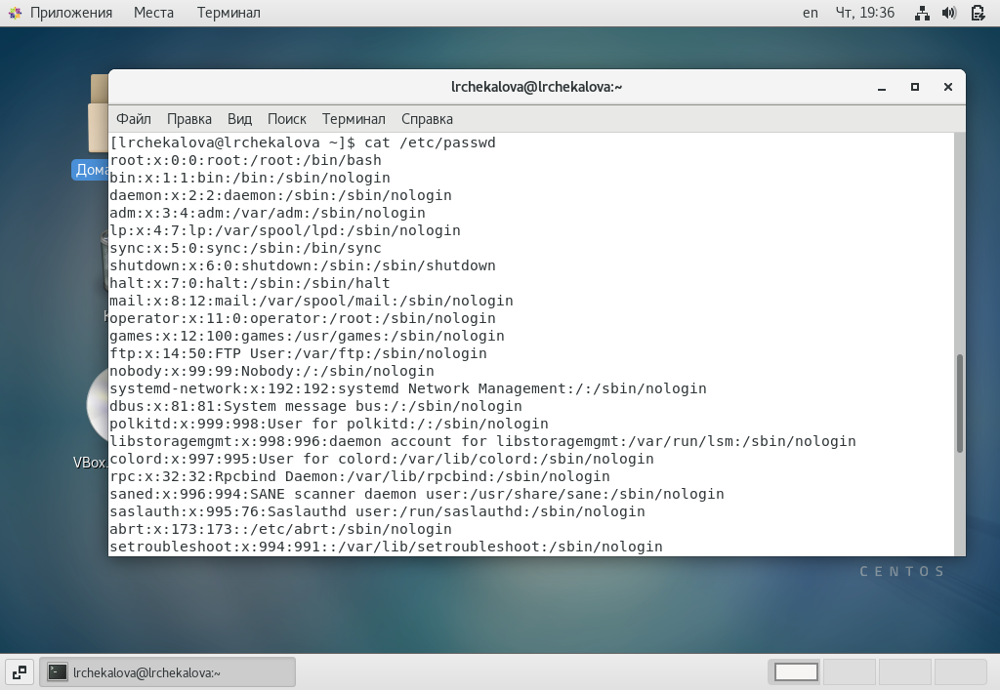 Приложения Места Терминал en Чт, 19:36
lrchekalova@lrchekalova:~
Файл Правка Вид Поиск Терминал Справка
[lrchekalova@lrchekalova ~]$ cat /etc/passwd
root:x:0:0:root:/root:/bin/bash
bin:x:1:1:bin:/bin:/sbin/nologin
daemon:x:2:2:daemon:/sbin:/sbin/nologin
adm:x:3:4:adm:/var/adm:/sbin/nologin
lp:x:4:7:lp:/var/spool/lpd:/sbin/nologin
sync:x:5:0:sync:/sbin:/bin/sync
shutdown:x:6:0:shutdown:/sbin:/sbin/shutdown
halt:x:7:0:halt:/sbin:/sbin/halt
mail:x:8:12:mail:/var/spool/mail:/sbin/nologin
operator:x:11:0:operator:/root:/sbin/nologin
games:x:12:100:games:/usr/games:/sbin/nologin
ftp:x:14:50:FTP User:/var/ftp:/sbin/nologin
nobody:x:99:99:Nobody:/:/sbin/nologin
systemd-network:x:192:192:systemd Network Management:/:/sbin/nologin
dbus:x:81:81:System message bus:/:/sbin/nologin
polkitd:x:999:998:User for polkitd:/:/sbin/nologin
libstoragemgmt:x:998:996:daemon account for libstoragemgmt:/var/run/lsm:/sbin/nologin
colord:x:997:995:User for colord:/var/lib/colord:/sbin/nologin
rpc:x:32:32:Rpcbind Daemon:/var/lib/rpcbind:/sbin/nologin
saned:x:996:994:SANE scanner daemon user:/usr/share/sane:/sbin/nologin
saslauth:x:995:76:Saslauthd user:/run/saslauthd:/sbin/nologin
abrt:x:173:173::/etc/abrt:/sbin/nologin
setroubleshoot:x:994:991::/var/lib/setroubleshoot:/sbin/nologin
Дома
VBox.
CENTOS
lrchekalova@lrchekalova:~